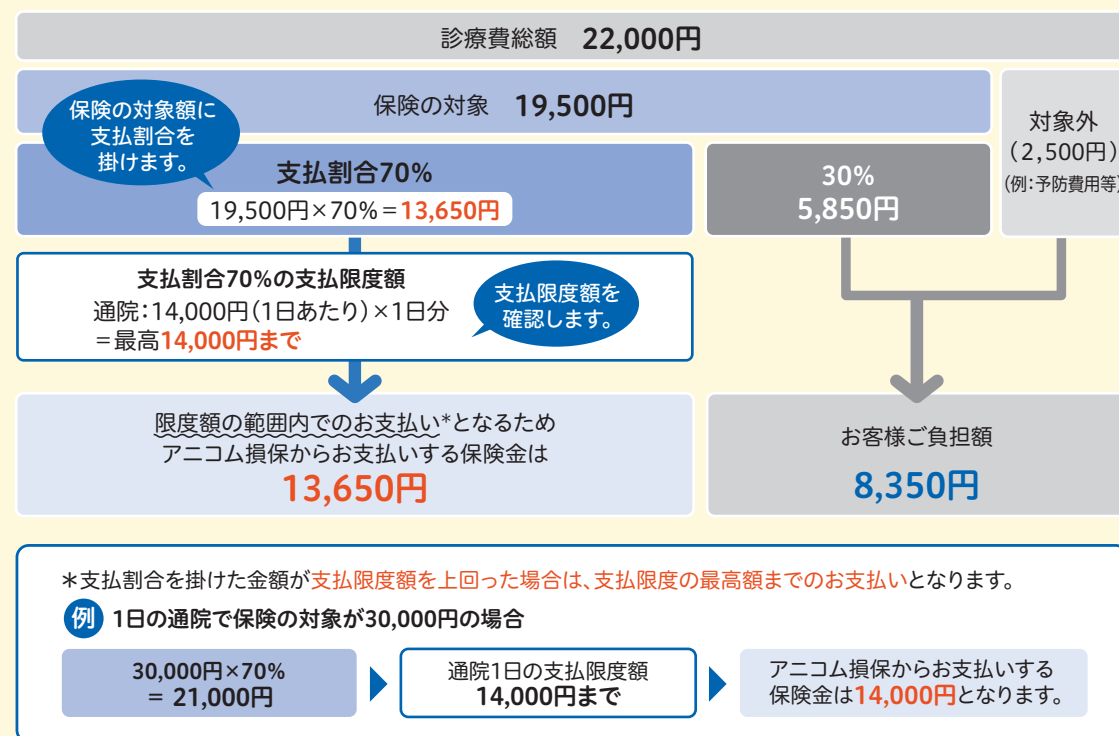 診療費総額 22,000円
保険の対象 19,500円
保険の対象額に
支払割合を
掛けます。
対象外
(2,500円)
(例:予防費用等)
支払割合70%
19,500円×70%=13,650円
30%
5,850円
支払割合70%の支払限度額
通院:14,000円(1日あたり)×1日分
=最高14,000円まで
支払限度額を
確認します。
限度額の範囲内でのお支払い*となるため
アニコム損保からお支払いする保険金は
13,650円
お客様ご負担額
8,350円
*支払割合を掛けた金額が支払限度額を上回った場合は、支払限度の最高額までのお支払いとなります。
例 1日の通院で保険の対象が30,000円の場合
30,000円×70%
= 21,000円
通院1日の支払限度額
14,000円まで
アニコム損保からお支払いする
保険金は14,000円となります。